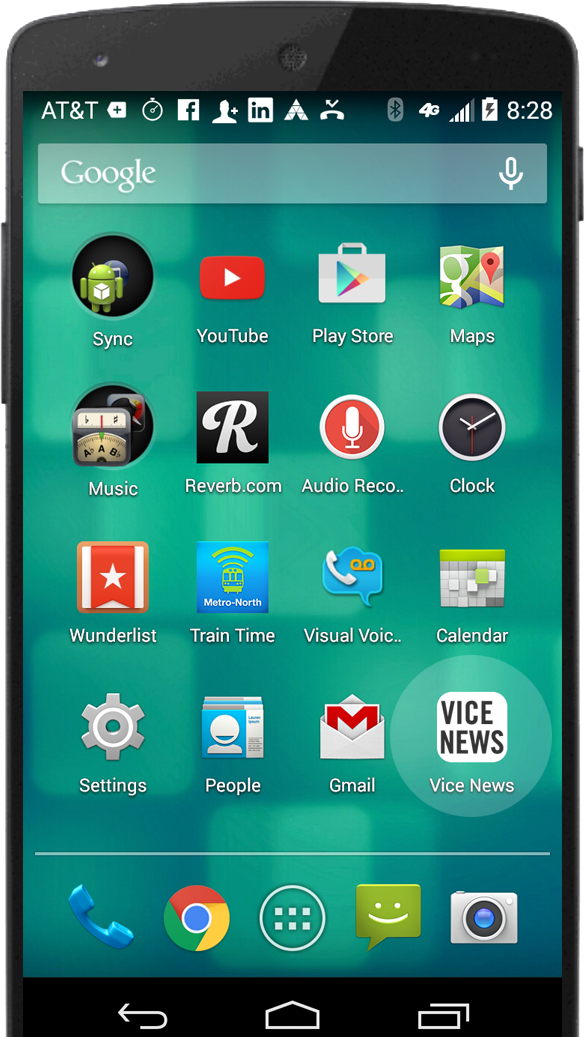 AT&T 4G 8:28
Google
Sync YouTube Play Store Maps
Music Reverb.com Audio Reco.. Clock
Metro-North
Wunderlist Train Time Visual Voic.. Calendar
VICE
NEWS
Settings People Gmail Vice News